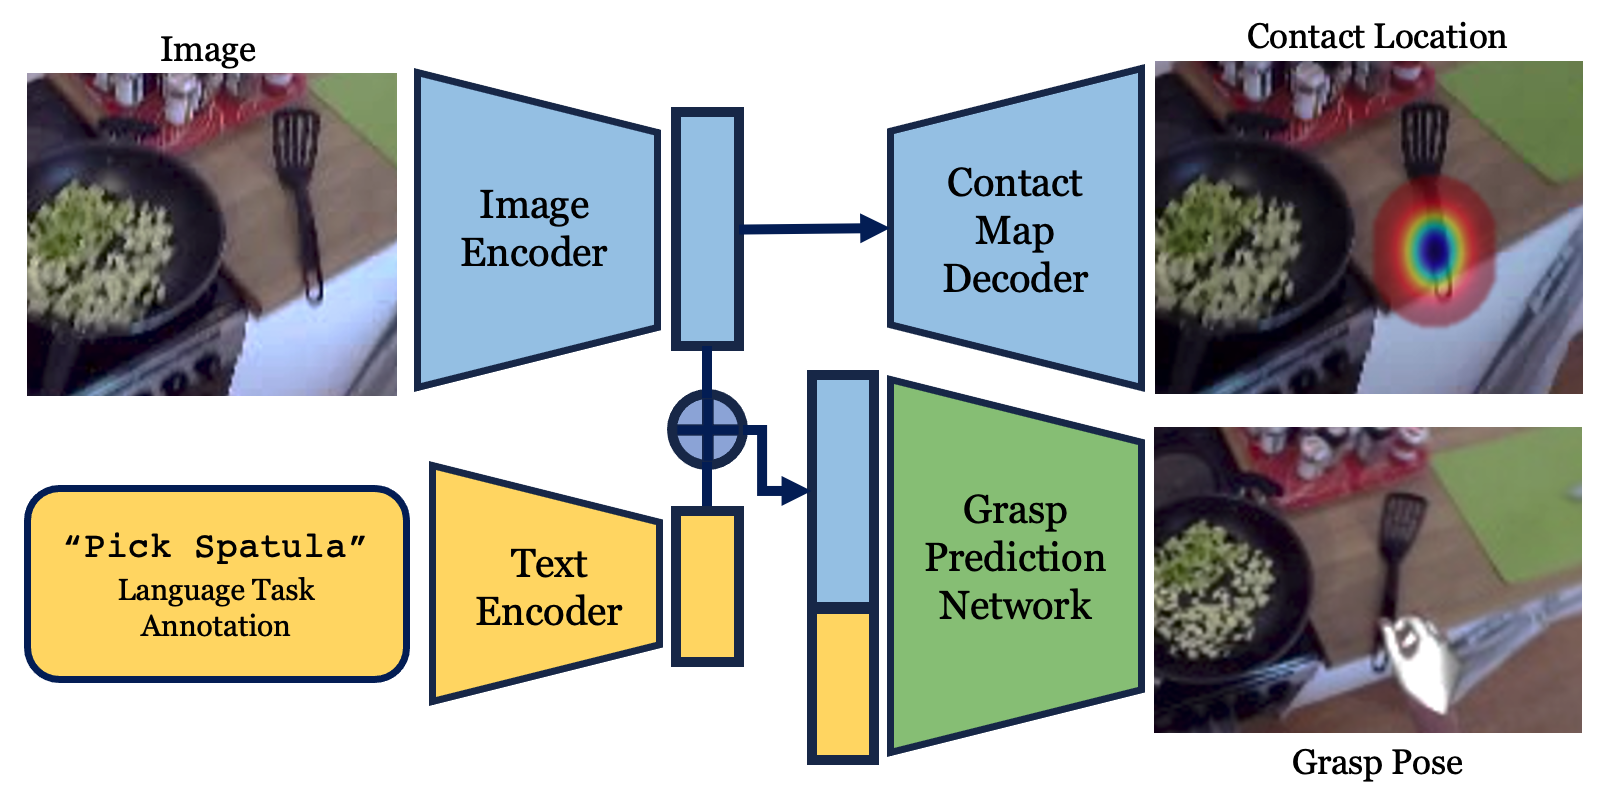 Image
Contact Location
Image
Encoder
Contact
Map
Decoder
“Pick Spatula”
Language Task
Annotation
Text
Encoder
Grasp
Prediction
Network
Grasp Pose